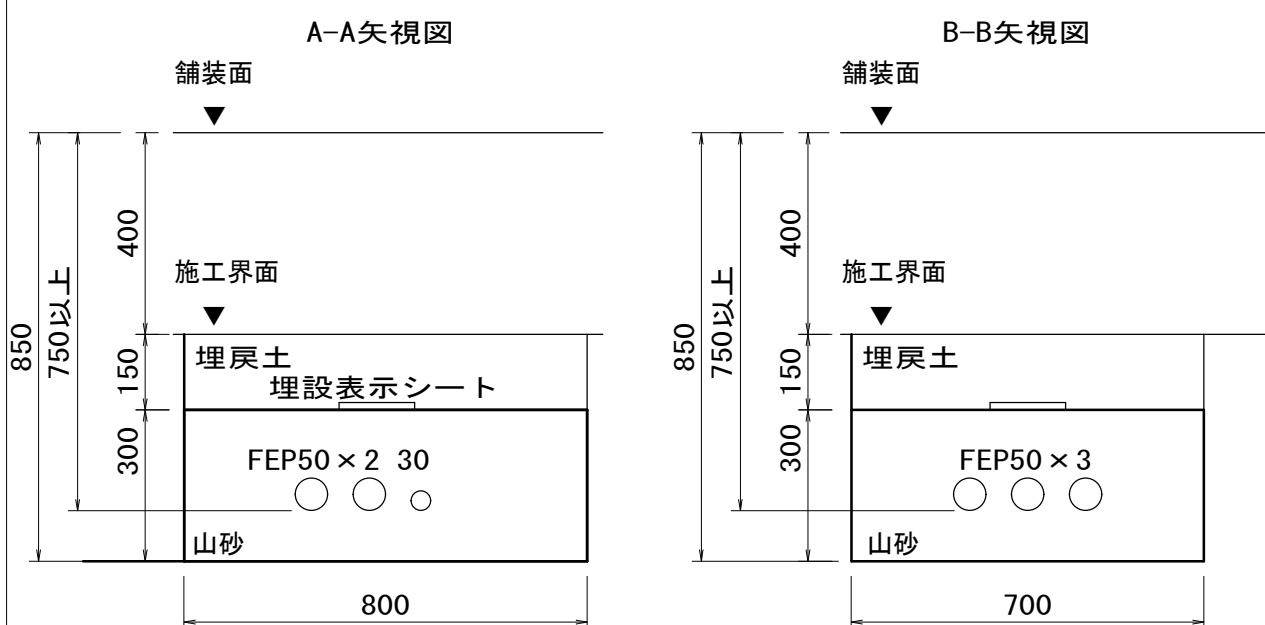 A-A矢視図
舗装面
▼
850
750以上
400
施工界面
▼
150
埋戻土
埋設表示シート
300
FEP50×2 30
山砂
800
B-B矢視図
舗装面
▼
850
750以上
400
施工界面
▼
150
埋戻土
300
FEP50×3
山砂
700